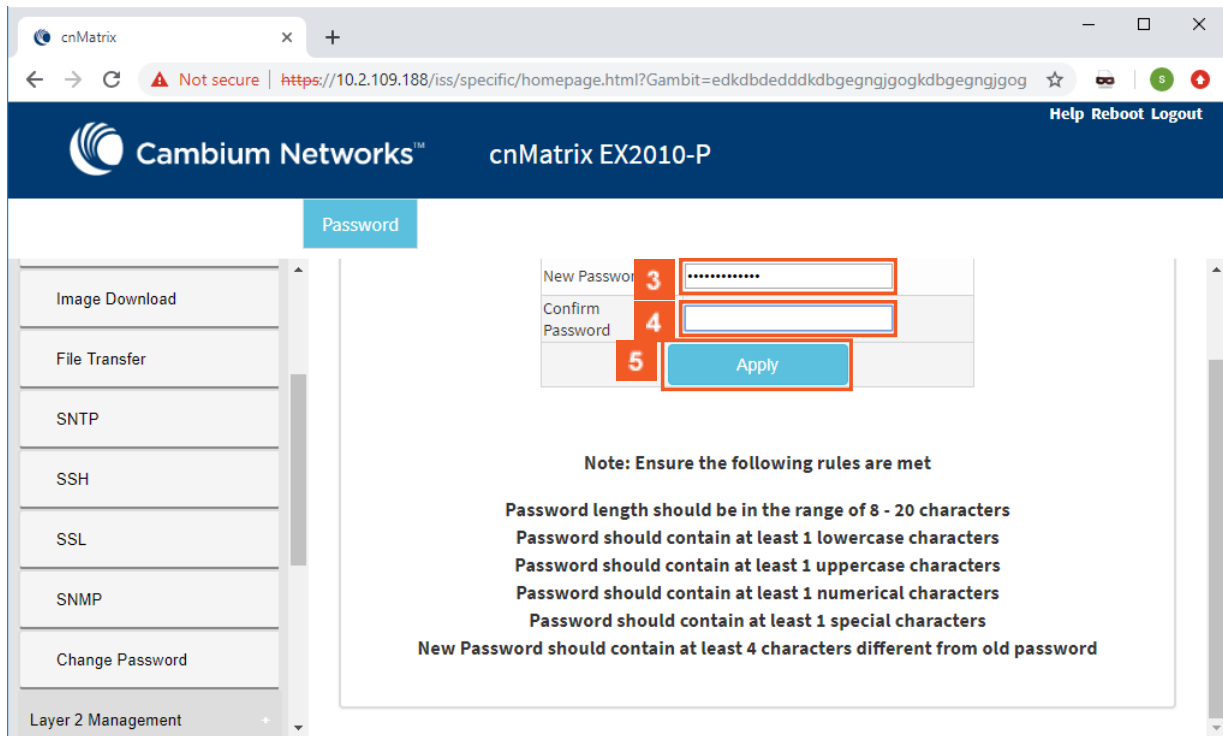 cnMatrix
Not secure | https://10.2.109.188/iss/specific/homepage.html?Gambit=edkdbdedddkdbgegngjgogkdbgegngjgog
S
Help Reboot Logout
Cambium Networks™ cnMatrix EX2010-P
Password
Image Download
File Transfer
SNTP
SSH
SSL
SNMP
Change Password
Layer 2 Management +
New Passwor 3 •••••••••••••
Confirm
Password 4
5 Apply
Note: Ensure the following rules are met
Password length should be in the range of 8 - 20 characters
Password should contain at least 1 lowercase characters
Password should contain at least 1 uppercase characters
Password should contain at least 1 numerical characters
Password should contain at least 1 special characters
New Password should contain at least 4 characters different from old password